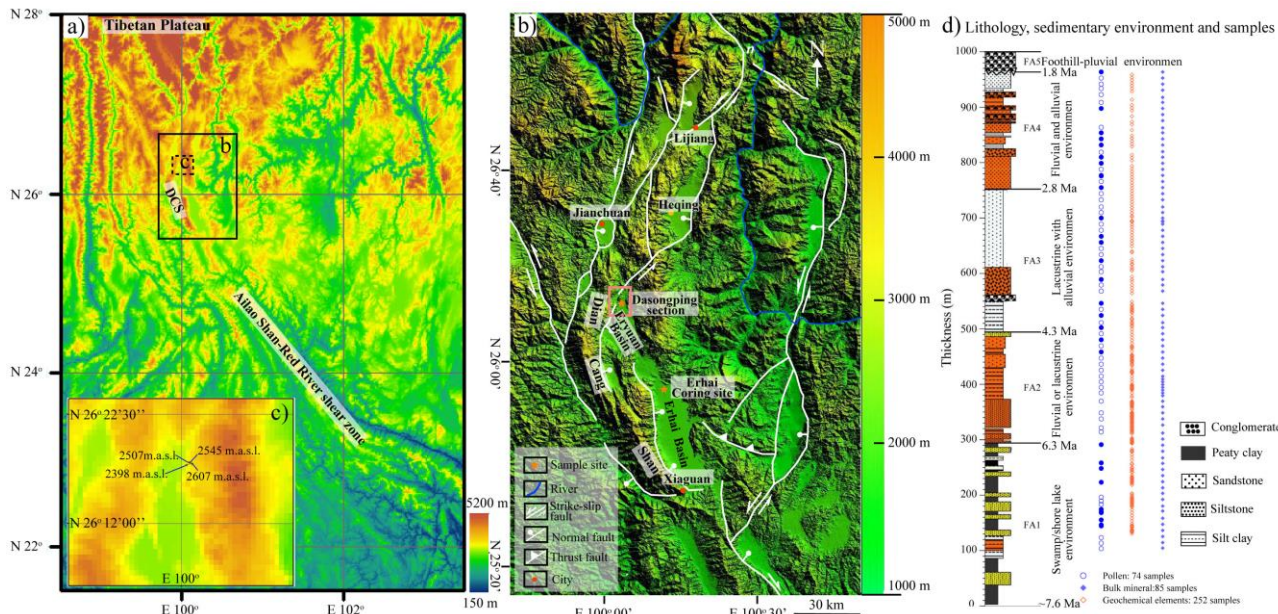 a)
Tibetan Plateau
N 28°
N 26°
N 24°
N 22°
b
c
DCS
Ailao Shan-Red River shear zone
c)
N 26° 22'30''
2507m.a.s.l.
2545 m.a.s.l.
2398 m.a.s.l.
2607 m.a.s.l.
N 26° 12'00''
E 100°
E 100°
E 102°
5200 m
150 m
b)
N
N 26°40'
N 26°00'
N 25°20'
Lijiang
Jianchuan
Heqing
Dasongping
section
Dian
Eryuan
Basin
Cang
Erhai
Coring site
Erhai Basin
Shan
Xiaguan
Sample site
River
Strike-slip
fault
Normal fault
Thrust fault
City
E 100°00'
E 100°30'
30 km
5000 m
4000 m
3000 m
2000 m
1000 m
d) Lithology, sedimentary environment and samples
Thickness (m)
1000
900
800
700
600
500
400
300
200
100
0
FA5
Foothill-pluvial environmen
1.8 Ma
FA4
Fluvial and alluvial
environmen
2.8 Ma
FA3
Lacustrine with
alluvial environmen
4.3 Ma
FA2
Fluvial or lacustrine
environmen
6.3 Ma
FA1
Swamp/shore lake
environment
~7.6 Ma
Conglomerate
Peaty clay
Sandstone
Siltstone
Silt clay
Pollen: 74 samples
Bulk mineral:85 samples
Geochemical elements: 252 samples